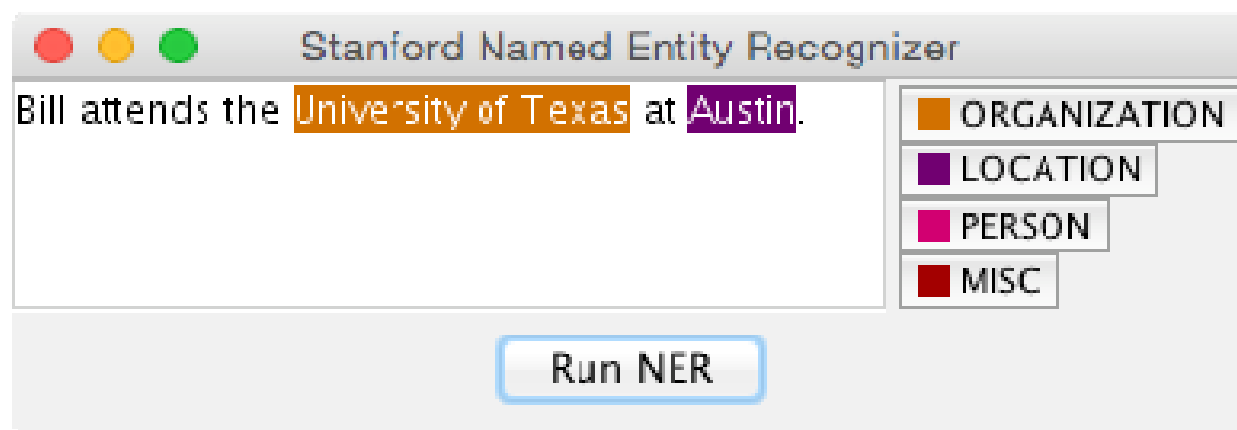 Stanford Named Entity Recognizer
Bill attends the University of Texas at Austin.
ORGANIZATION
LOCATION
PERSON
MISC
Run NER